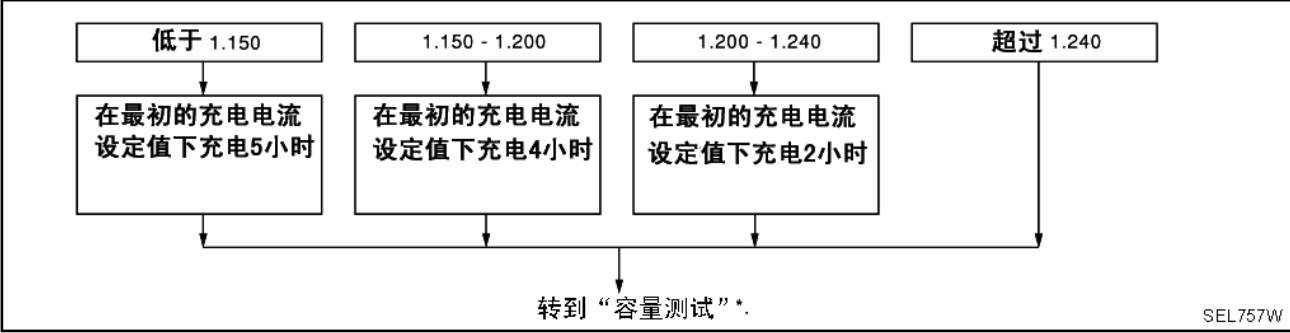 低于 1.150
1.150 - 1.200
1.200 - 1.240
超过 1.240
在最初的充电电流
设定值下充电5小时
在最初的充电电流
设定值下充电4小时
在最初的充电电流
设定值下充电2小时
转到“容量测试”*.
SEL757W